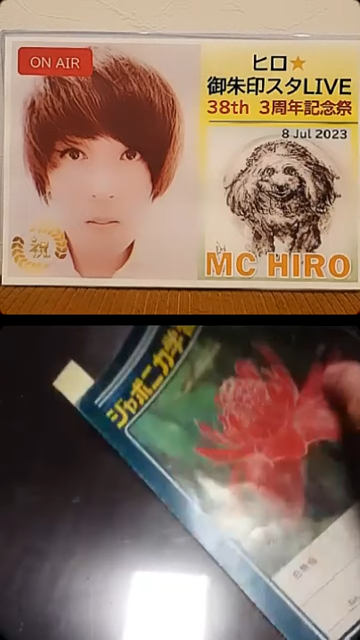 ON AIR
ヒロ★
御朱印スタLIVE
38th 3周年記念祭
8 Jul 2023
祝
MC HIRO
ジャポニカ学